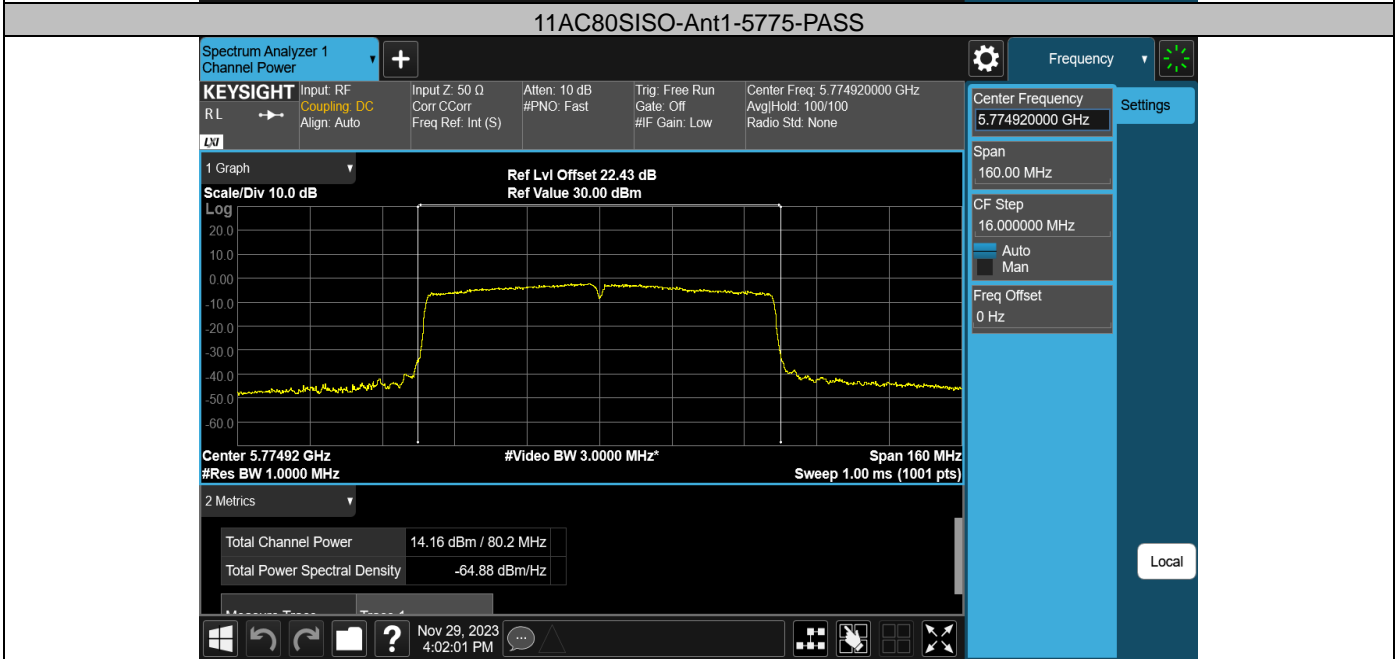 11AC80SISO-Ant1-5775-PASS
Spectrum Analyzer 1
Channel Power
Frequency
KEYSIGHT
RL
LXI
Input: RF
Coupling: DC
Align: Auto
Input Z: 50 Ω
Corr CCorr
Freq Ref: Int (S)
Atten: 10 dB
#PNO: Fast
Trig: Free Run
Gate: Off
#IF Gain: Low
Center Freq: 5.774920000 GHz
Avg|Hold: 100/100
Radio Std: None
Center Frequency
5.774920000 GHz
Settings
Span
160.00 MHz
CF Step
16.000000 MHz
Auto
Man
Freq Offset
0 Hz
1 Graph
Scale/Div 10.0 dB
Ref Lvl Offset 22.43 dB
Ref Value 30.00 dBm
Log
20.0
10.0
0.00
-10.0
-20.0
-30.0
-40.0
-50.0
-60.0
Center 5.77492 GHz
#Video BW 3.0000 MHz*
Span 160 MHz
#Res BW 1.0000 MHz
Sweep 1.00 ms (1001 pts)
2 Metrics
Total Channel Power
14.16 dBm / 80.2 MHz
Total Power Spectral Density
-64.88 dBm/Hz
Measure Trace
Trace 1
Local
Nov 29, 2023
4:02:01 PM